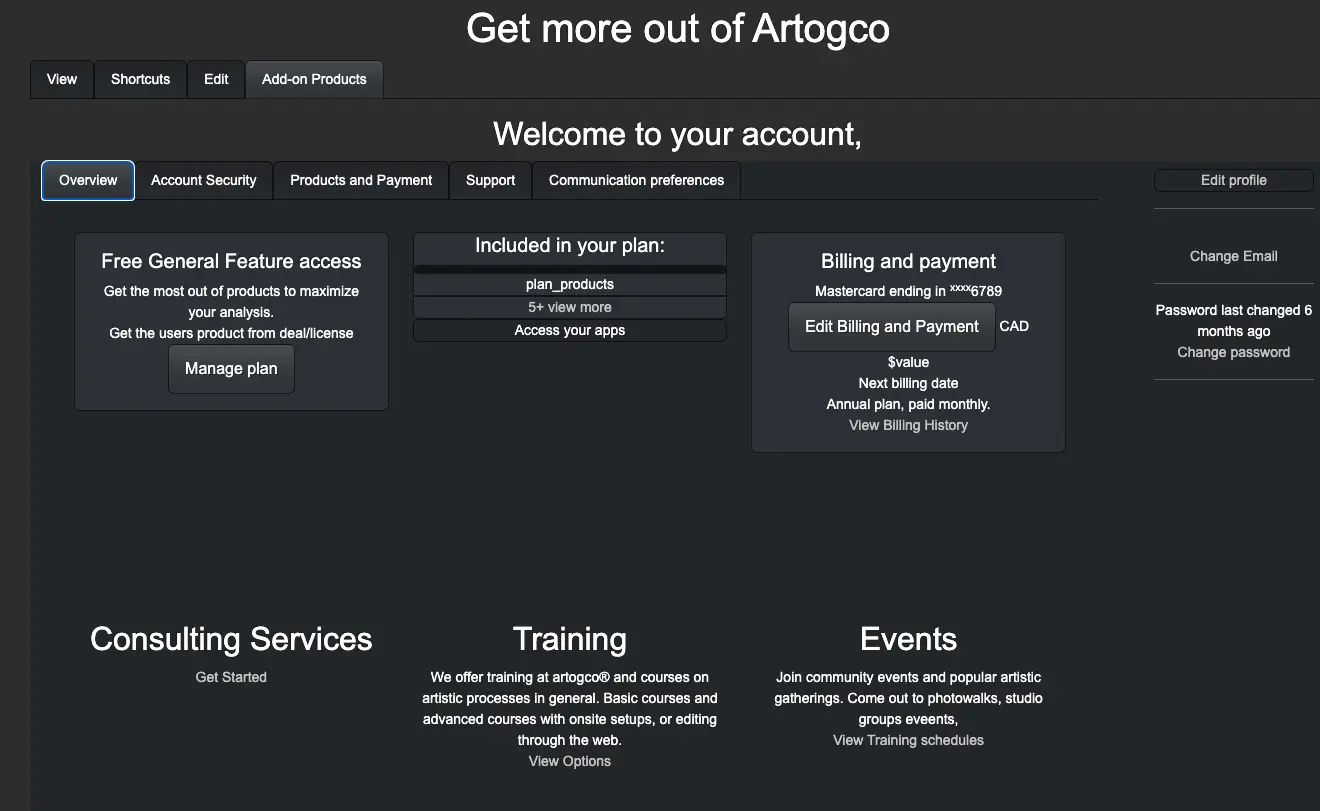 Get more out of Artogco
View Shortcuts Edit Add-on Products
Welcome to your account,
Overview Account Security Products and Payment Support Communication preferences
Edit profile
Change Email
Password last changed 6
months ago
Change password
Free General Feature access
Get the most out of products to maximize
your analysis.
Get the users product from deal/license
Manage plan
Included in your plan:
plan_products
5+ view more
Access your apps
Billing and payment
Mastercard ending in xxxx6789
Edit Billing and Payment CAD
$value
Next billing date
Annual plan, paid monthly.
View Billing History
Consulting Services
Get Started
Training
We offer training at artogco® and courses on
artistic processes in general. Basic courses and
advanced courses with onsite setups, or editing
through the web.
View Options
Events
Join community events and popular artistic
gatherings. Come out to photowalks, studio
groups eveents,
View Training schedules